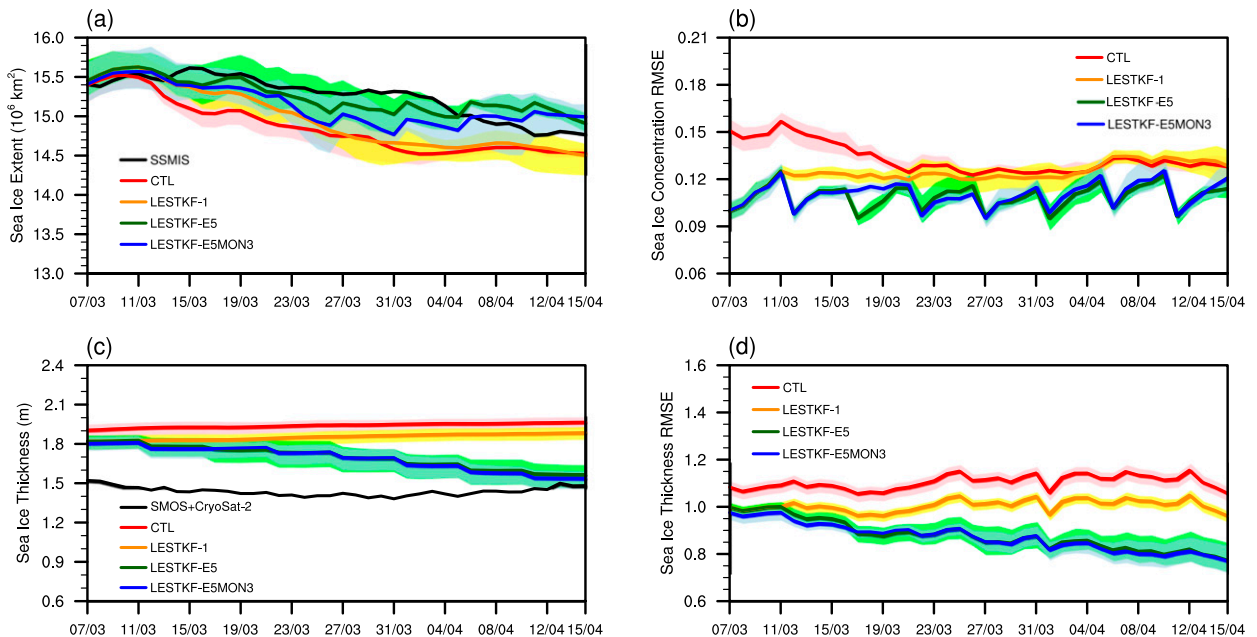 (a)
Sea Ice Extent (10⁶ km²)
16.0
15.5
15.0
14.5
14.0
13.5
13.0
SSMIS
CTL
LESTKF-1
LESTKF-E5
LESTKF-E5MON3
07/03 11/03 15/03 19/03 23/03 27/03 31/03 04/04 08/04 12/04 15/04
(b)
Sea Ice Concentration RMSE
0.21
0.18
0.15
0.12
0.09
0.06
CTL
LESTKF-1
LESTKF-E5
LESTKF-E5MON3
07/03 11/03 15/03 19/03 23/03 27/03 31/03 04/04 08/04 12/04 15/04
(c)
Sea Ice Thickness (m)
2.4
2.1
1.8
1.5
1.4
0.9
0.6
SMOS+CryoSat-2
CTL
LESTKF-1
LESTKF-E5
LESTKF-E5MON3
07/03 11/03 15/03 19/03 23/03 27/03 31/03 04/04 08/04 12/04 15/04
(d)
Sea Ice Thickness RMSE
1.6
1.4
1.2
1.0
0.8
0.6
CTL
LESTKF-1
LESTKF-E5
LESTKF-E5MON3
07/03 11/03 15/03 19/03 23/03 27/03 31/03 04/04 08/04 12/04 15/04